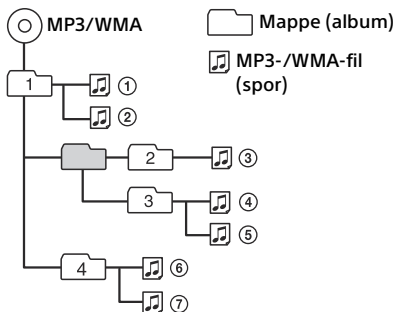 MP3/WMA
Mappe (album)
MP3-/WMA-fil
(spor)
1
①
②
2
③
3
④
⑤
4
⑥
⑦